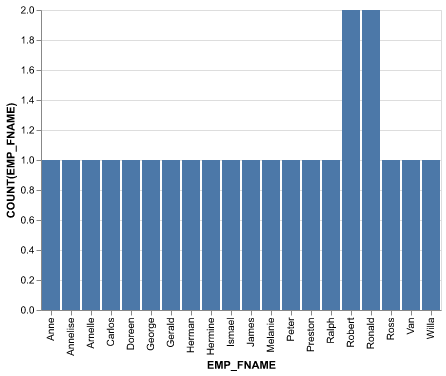 2.0
1.8
1.6
1.4
1.2
1.0
0.8
0.6
0.4
0.2
0.0
COUNT(EMP_FNAME)
Anne
Annelise
Arnelle
Carlos
Doreen
George
Gerald
Herman
Hermine
Ismael
James
Melanie
Peter
Preston
Ralph
Robert
Ronald
Ross
Van
Willa
EMP_FNAME